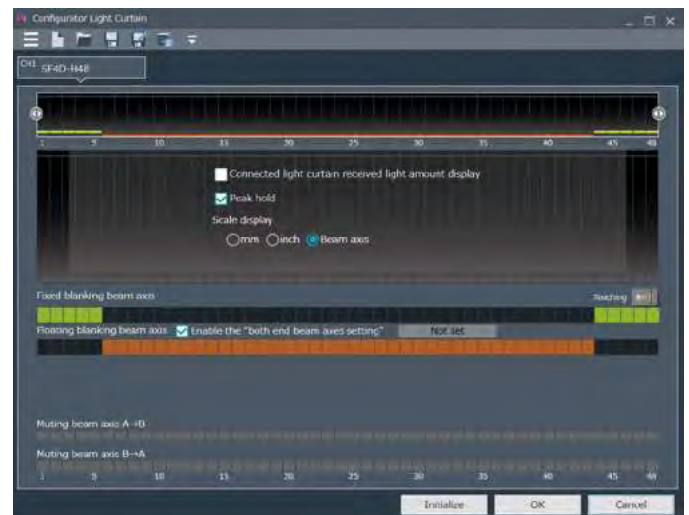 Configurator Light Curtain
CH1 SF4D-H48
1 5 10 15 20 25 30 35 40 45 48
Connected light curtain received light amount display
Peak hold
Scale display
mm inch Beam axis
Fixed blanking beam axis Teaching
Floating blanking beam axis Enable the "both end beam axes setting" Not set
Muting beam axis A→B
Muting beam axis B→A
1 5 10 15 20 25 30 35 40 45 48
Initialize OK Cancel